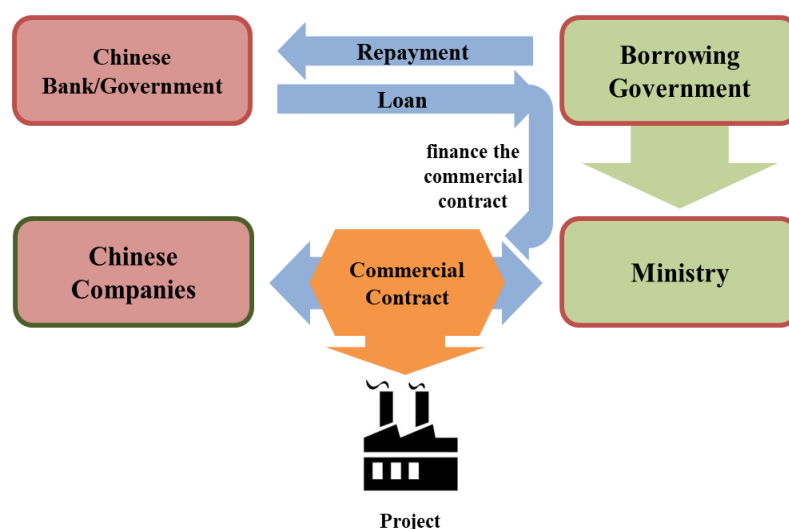 Chinese
Bank/Government
Repayment
Loan
Borrowing
Government
finance the
commercial
contract
Chinese
Companies
Commercial
Contract
Ministry
Project